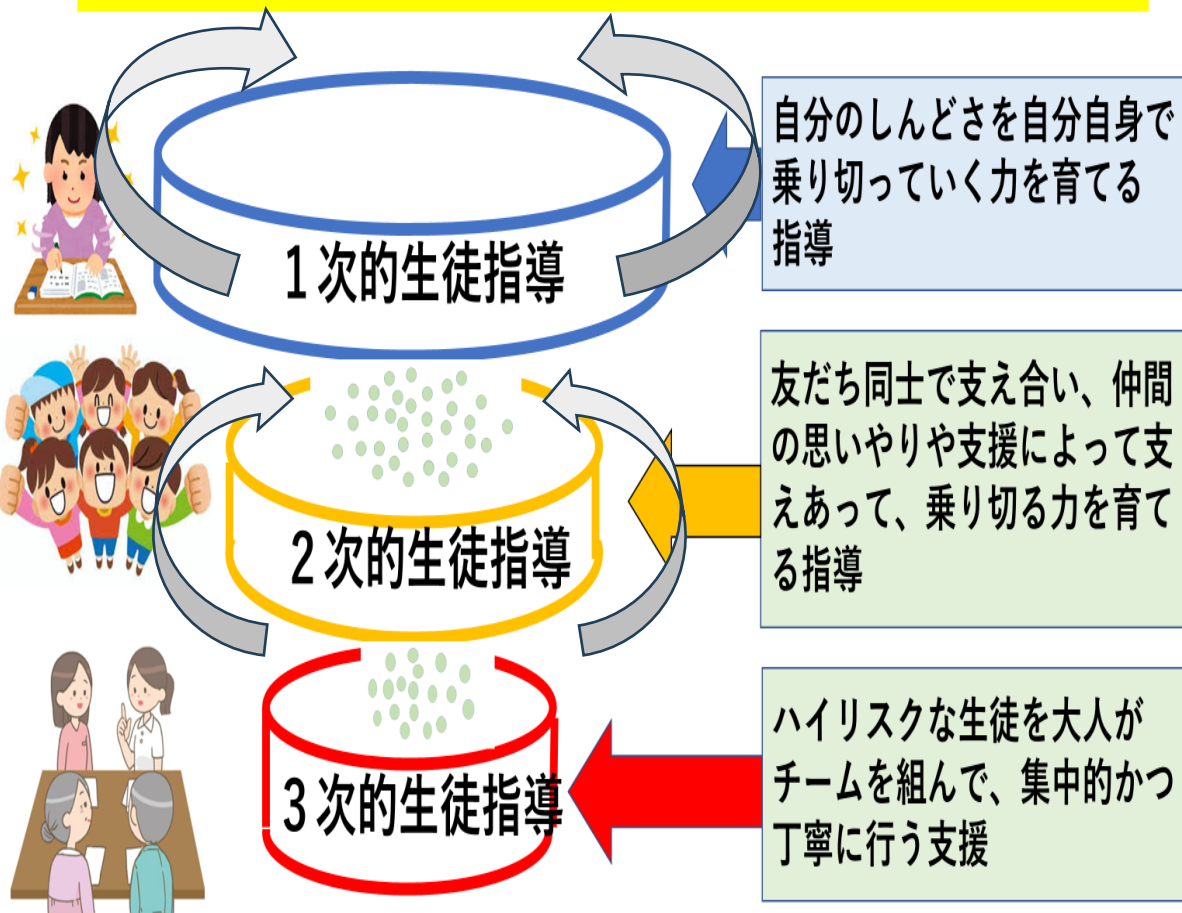 自分のしんどさを自分自身で
乗り切っていく力を育てる
指導
1次的生徒指導
友だち同士で支え合い、仲間
の思いやりや支援によって支
えあって、乗り切る力を育て
る指導
2次的生徒指導
ハイリスクな生徒を大人が
チームを組んで、集中的かつ
丁寧に行う支援
3次的生徒指導